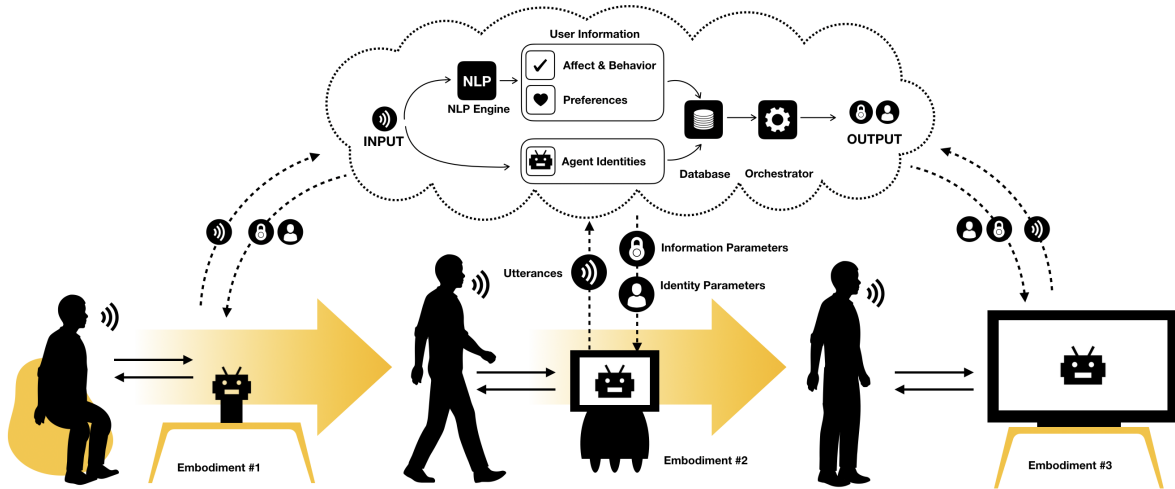 User Information
Affect & Behavior
NLP
NLP Engine
Preferences
INPUT
OUTPUT
Agent Identities
Database
Orchestrator
Information Parameters
Utterances
Identity Parameters
Embodiment #1
Embodiment #2
Embodiment #3